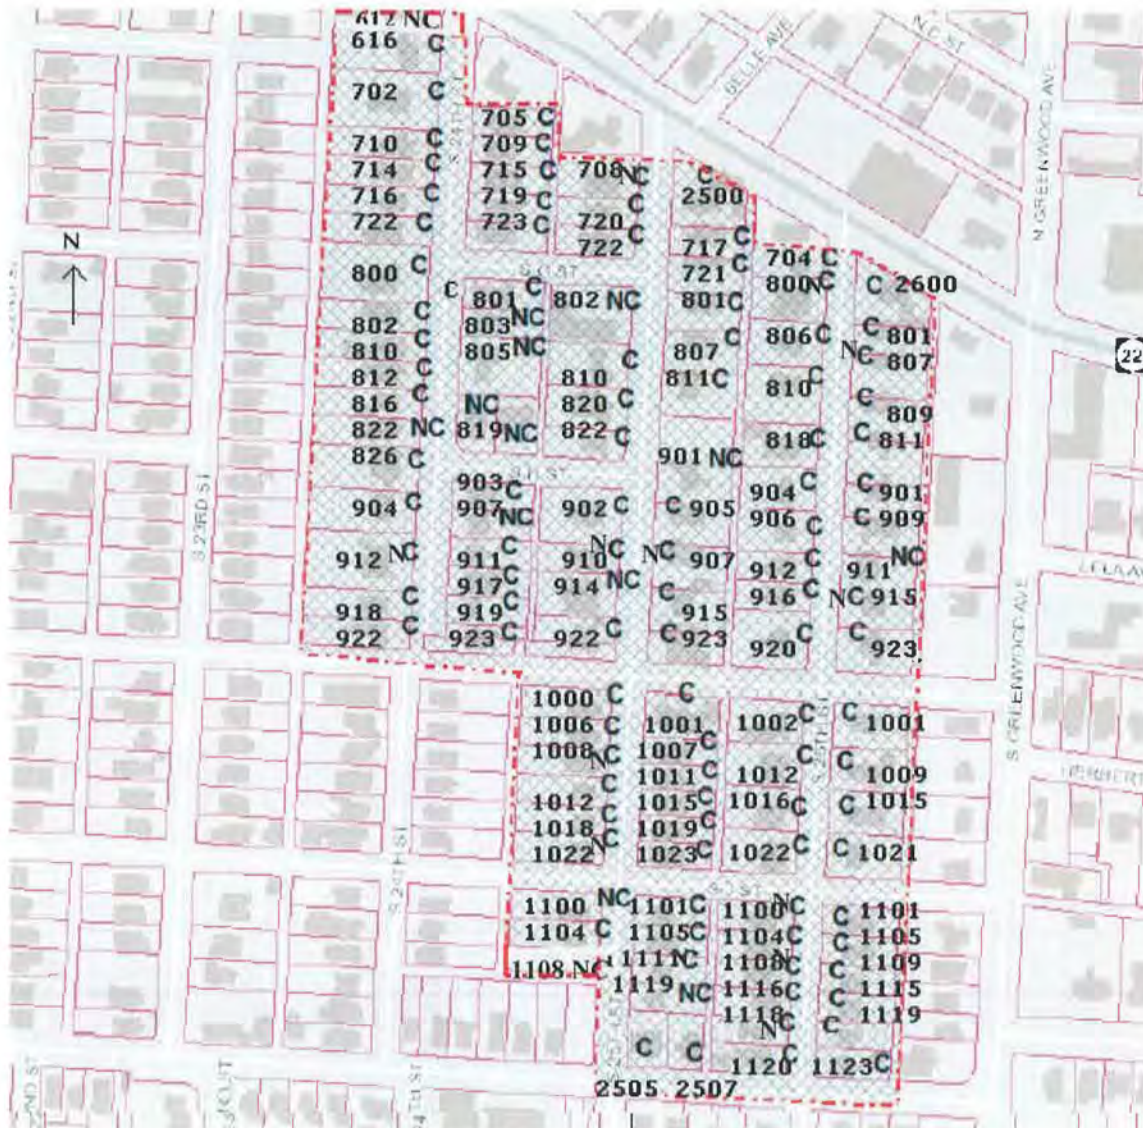 612 NC
616 C
702 C
710 C
714 C
716 C
722 C
800 C
802 C
810 C
812 C
816 C
822 NC
826 C
904 C
912 NC
918 C
922 C
705 C
709 C
715 C
719 C
723 C
C
801 C
803 NC
805 NC
NC
819 NC
903 C
907 NC
911 C
917 C
919 C
923 C
708 NC
C
720
722 C
802 NC
C
810
820 C
822 C
902 C
910 NC
914 NC
922 C
C
2500
717 C
721 C
801 C
807 C
811 C
901 NC
C 905
NC 907
C
915
C 923
704 C
800 NC
806 C
810 C
818 C
904 C
906 C
912 C
916 C
920 C
C 2600
C 801
NC 807
C
809
C 811
C 901
C 909
911 NC
NC 915
C 923
1000 C
1006 C
1008 NC
C
1012
1018 C
1022 NC
C
1001
1007 C
1011 C
1015 C
1019 C
1023 C
1002 C
1012 C
1016 C
1022 C
C 1001
C 1009
C 1015
C 1021
1100 NC
1104 C
1108 NC
1101 C
1105 C
1111 NC
1119 NC
C C
2505 2507
1100 NC
1104 C
1108 NC
1116 C
1118 NC
1120 C
C 1101
C 1105
C 1109
C 1115
C 1119
1123 C
N
22
BELLE AVE
N C ST
N GREENWOOD AVE
S GREENWOOD AVE
S 23RD ST
S 24TH ST
S 24TH ST
S 25TH ST
LELA AV
HERBERT
22ND ST